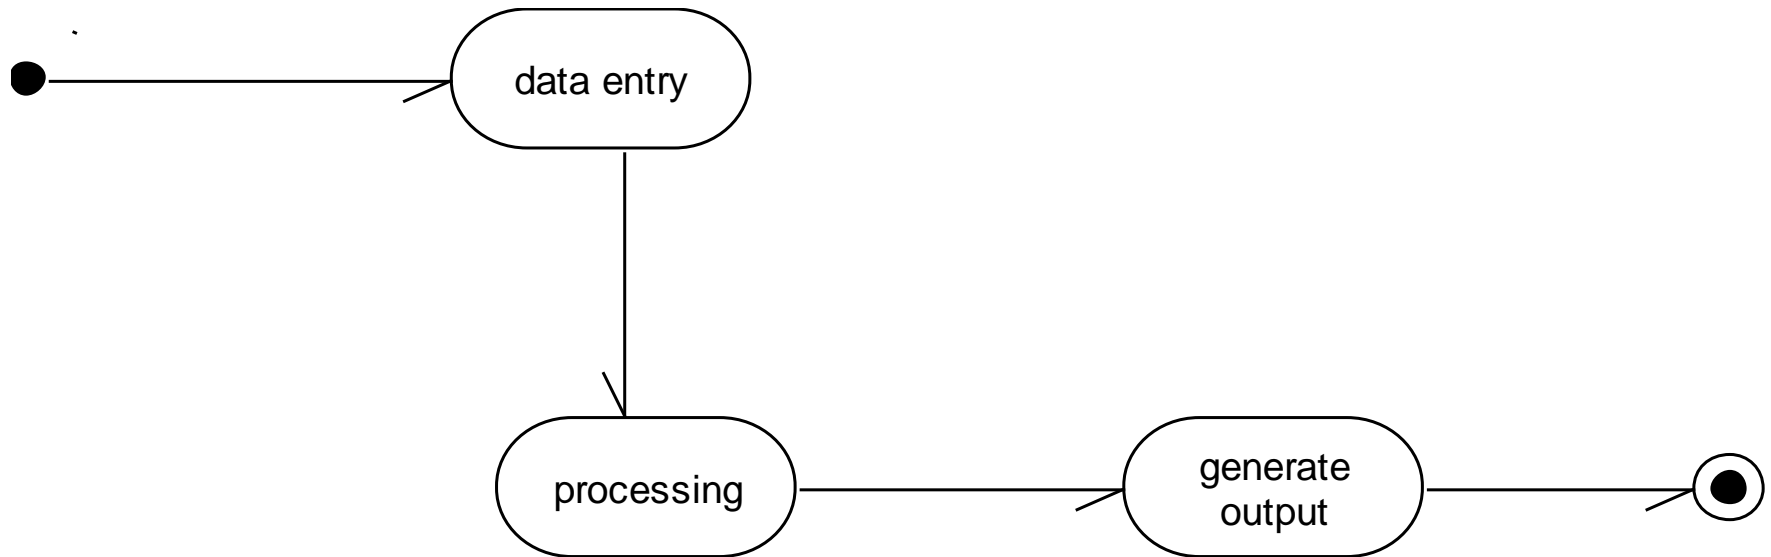 data entry
processing
generate
output